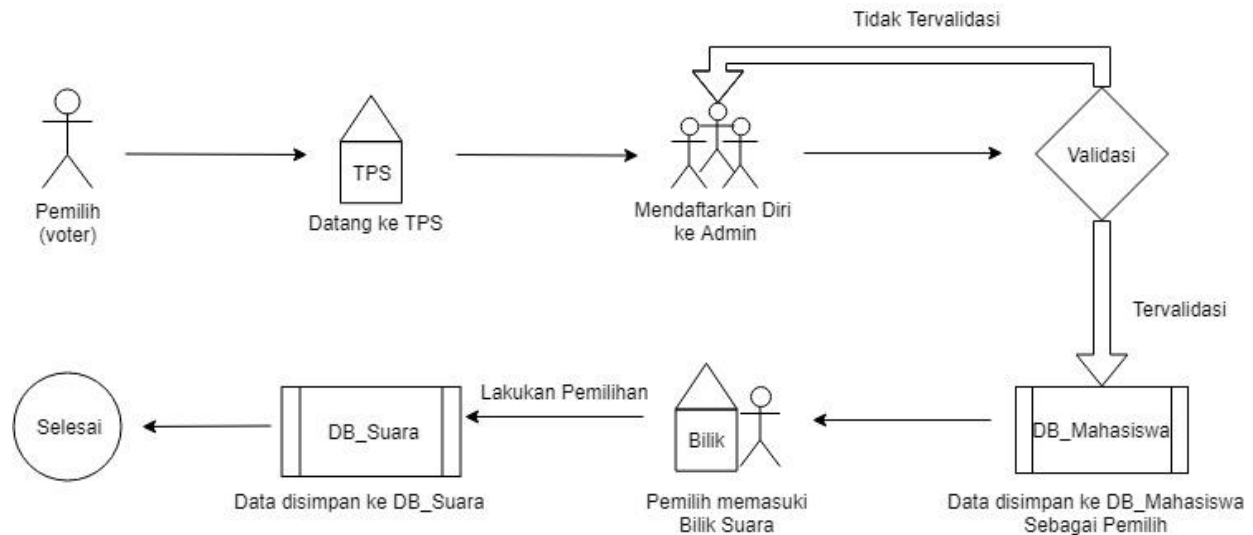 Tidak Tervalidasi
Pemilih
(voter)
TPS
Datang ke TPS
Mendaftarkan Diri
ke Admin
Validasi
Tervalidasi
Selesai
DB_Suara
Data disimpan ke DB_Suara
Lakukan Pemilihan
Bilik
Pemilih memasuki
Bilik Suara
DB_Mahasiswa
Data disimpan ke DB_Mahasiswa
Sebagai Pemilih